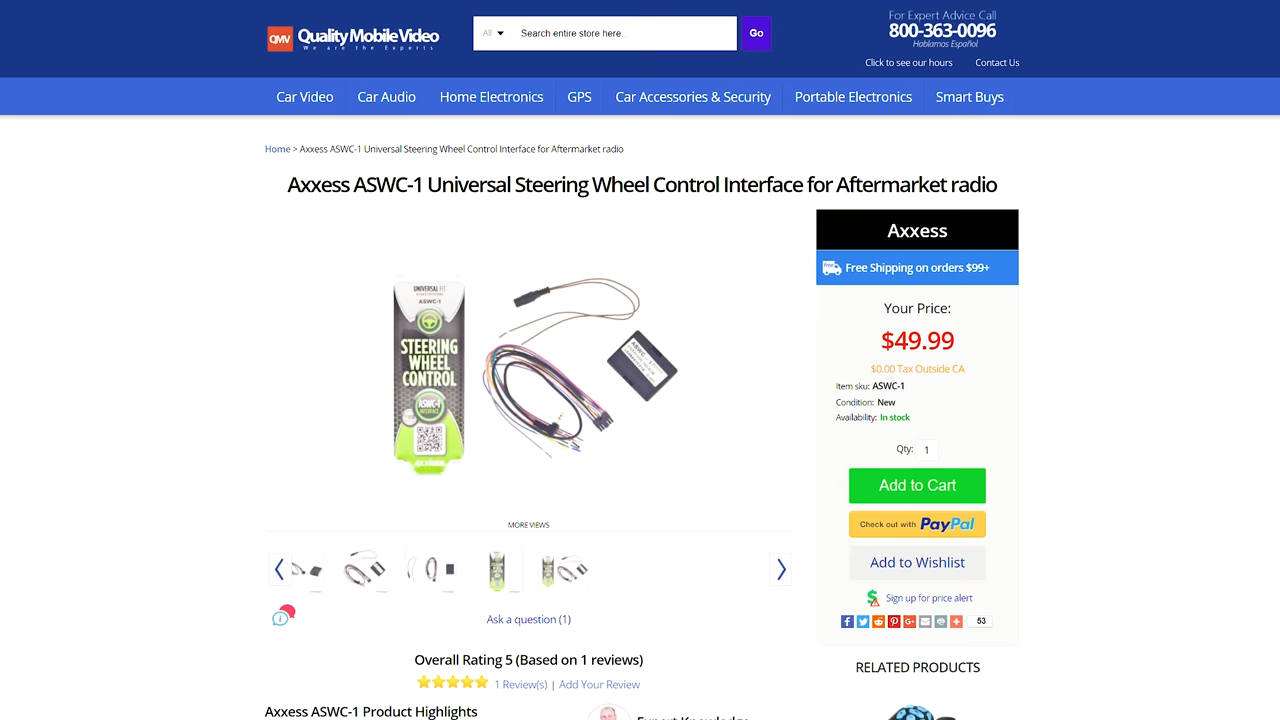 QMV
Quality Mobile Video
We are the Experts
All
Search entire store here..
Go
For Expert Advice Call
800-363-0096
Hablamos Español
Click to see our hours
Contact Us
Car Video
Car Audio
Home Electronics
GPS
Car Accessories & Security
Portable Electronics
Smart Buys
Home > Axxess ASWC-1 Universal Steering Wheel Control Interface for Aftermarket radio
Axxess ASWC-1 Universal Steering Wheel Control Interface for Aftermarket radio
UNIVERSAL FIT
ASWC-1
STEERING
WHEEL
CONTROL
ASWC-1
INTERFACE
MORE VIEWS
Ask a question (1)
Overall Rating 5 (Based on 1 reviews)
1 Review(s) | Add Your Review
Axxess ASWC-1 Product Highlights
Expert Knowledge
Axxess
Free Shipping on orders $99+
Your Price:
$49.99
$0.00 Tax Outside CA
Item sku: ASWC-1
Condition: New
Availability: In stock
Qty: 1
Add to Cart
Check out with PayPal
Add to Wishlist
Sign up for price alert
53
RELATED PRODUCTS